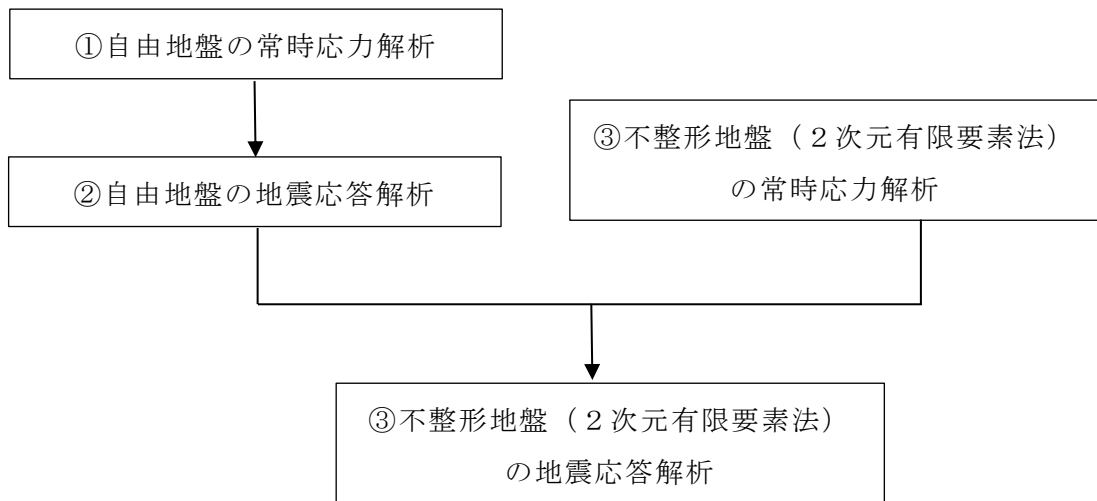 ①自由地盤の常時応力解析
③不整形地盤（２次元有限要素法）
の常時応力解析
②自由地盤の地震応答解析
③不整形地盤（２次元有限要素法）
の地震応答解析